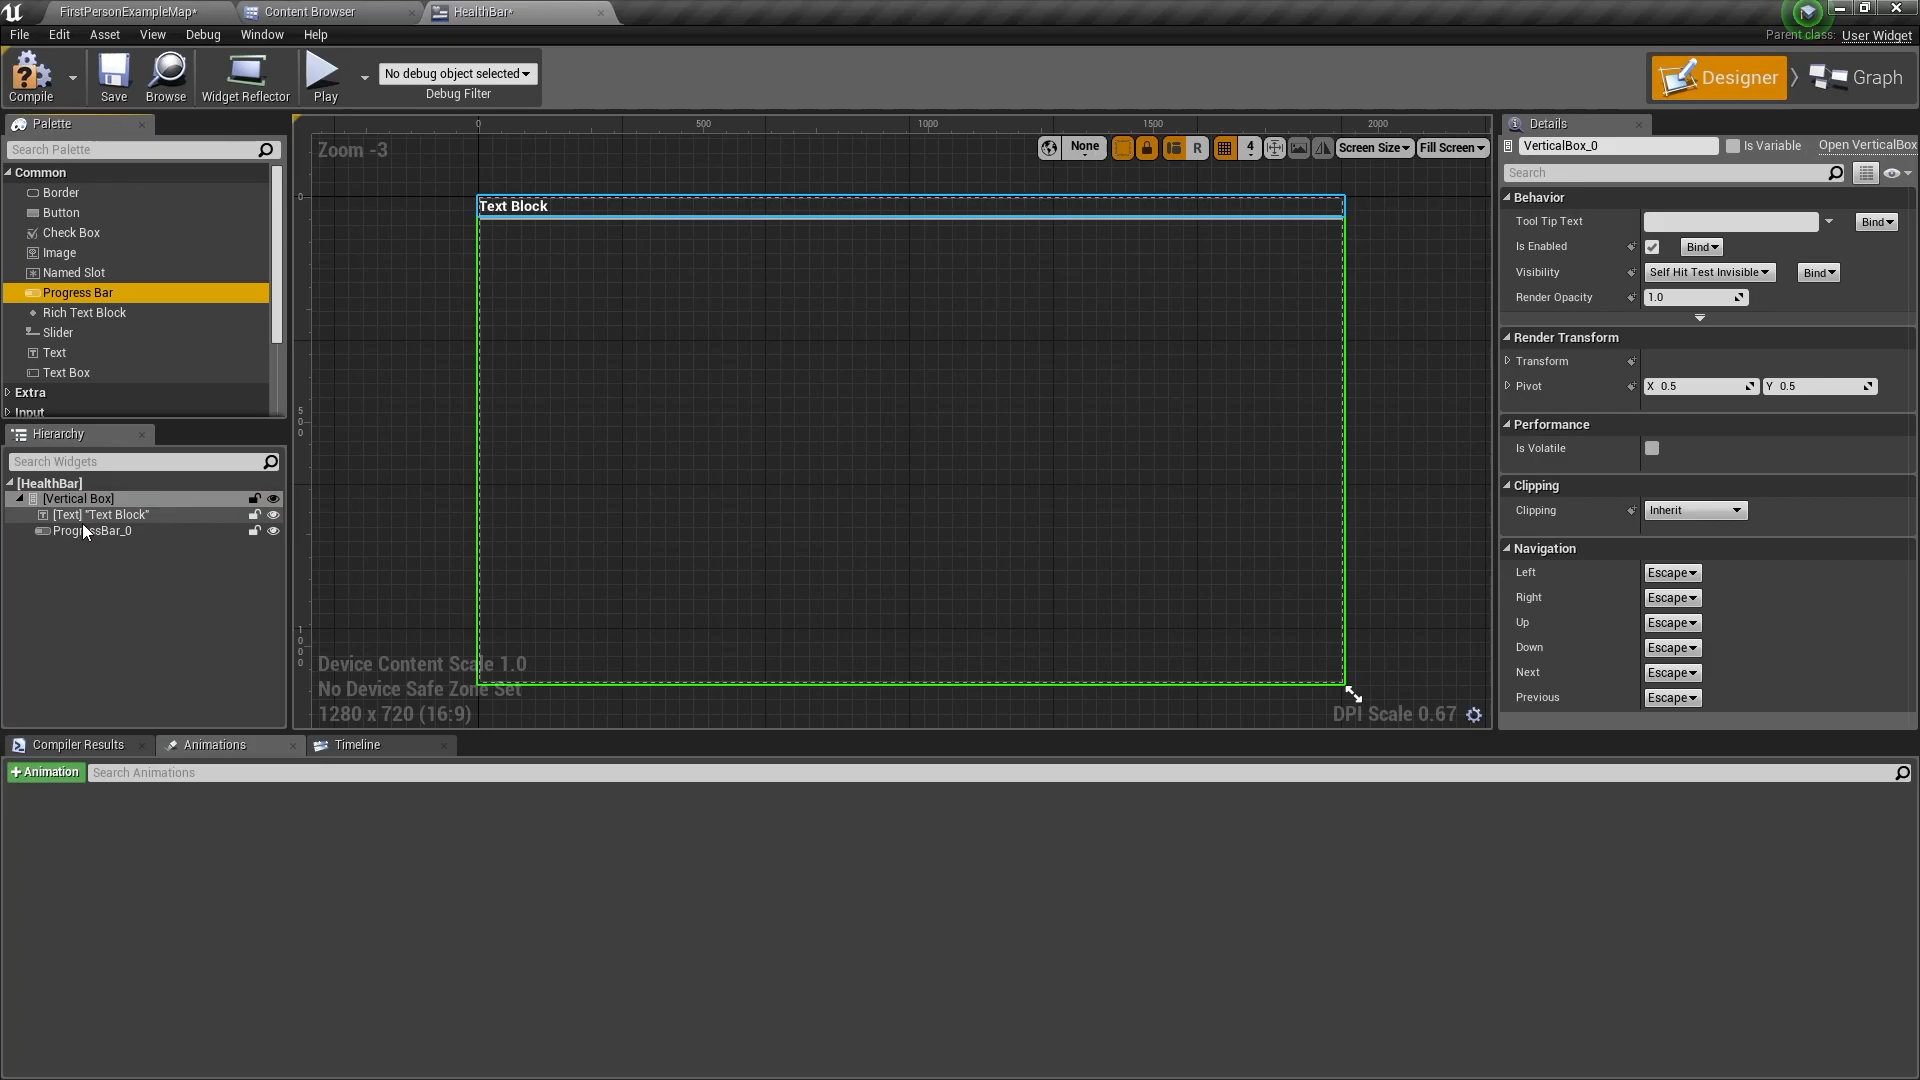 FirstPersonExampleMap*
Content Browser
HealthBar*
File Edit Asset View Debug Window Help
Parent class: User Widget
Compile
Save
Browse
Widget Reflector
Play
No debug object selected
Debug Filter
Designer
Graph
Palette
Search Palette
Common
Border
Button
Check Box
Image
Named Slot
Progress Bar
Rich Text Block
Slider
Text
Text Box
Extra
Input
Hierarchy
Search Widgets
[HealthBar]
[Vertical Box]
[Text] "Text Block"
ProgressBar_0
0 500 1000 1500 2000
Zoom -3
None
R
4
Screen Size
Fill Screen
0
500
1000
Text Block
Device Content Scale 1.0
No Device Safe Zone Set
1280 x 720 (16:9)
DPI Scale 0.67
Details
VerticalBox_0
Is Variable
Open VerticalBox
Search
Behavior
Tool Tip Text
Bind
Is Enabled
Bind
Visibility
Self Hit Test Invisible
Bind
Render Opacity
1.0
Render Transform
Transform
Pivot
X 0.5
Y 0.5
Performance
Is Volatile
Clipping
Clipping
Inherit
Navigation
Left
Escape
Right
Escape
Up
Escape
Down
Escape
Next
Escape
Previous
Escape
Compiler Results
Animations
Timeline
+ Animation
Search Animations